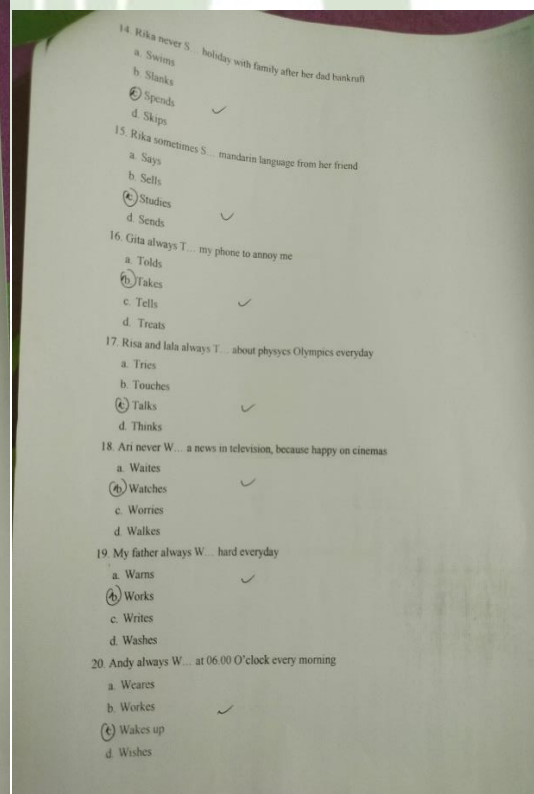 14. Rika never S... holiday with family after her dad bankruft
a. Swims
b. Slanks
c. Spends
d. Skips
15. Rika sometimes S... mandarin language from her friend
a. Says
b. Sells
c. Studies
d. Sends
16. Gita always T... my phone to annoy me
a. Tolds
b. Takes
c. Tells
d. Treats
17. Risa and lala always T... about physycs Olympics everyday
a. Tries
b. Touches
c. Talks
d. Thinks
18. Ari never W... a news in television, because happy on cinemas
a. Waites
b. Watches
c. Worries
d. Walkes
19. My father always W... hard everyday
a. Warns
b. Works
c. Writes
d. Washes
20. Andy always W... at 06.00 O'clock every morning
a. Weares
b. Workes
c. Wakes up
d. Wishes